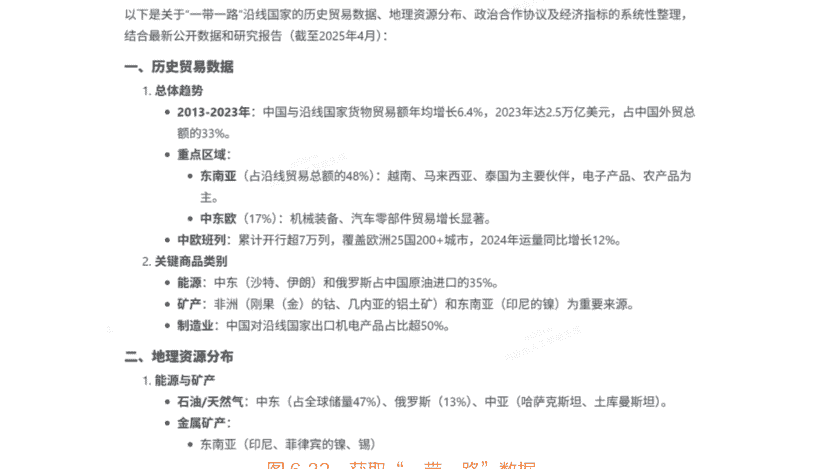 以下是关于“一带一路”沿线国家的历史贸易数据、地理资源分布、政治合作协议及经济指标的系统性整理，
结合最新公开数据和研究报告（截至2025年4月）：
一、历史贸易数据
1. 总体趋势
• 2013-2023年：中国与沿线国家货物贸易额年均增长6.4%，2023年达2.5万亿美元，占中国外贸总
额的33%。
• 重点区域：
• 东南亚（占沿线贸易总额的48%）：越南、马来西亚、泰国为主要伙伴，电子产品、农产品为
主。
• 中东欧（17%）：机械装备、汽车零部件贸易增长显著。
• 中欧班列：累计开行超7万列，覆盖欧洲25国200+城市，2024年运量同比增长12%。
2. 关键商品类别
• 能源：中东（沙特、伊朗）和俄罗斯占中国原油进口的35%。
• 矿产：非洲（刚果（金）的钴、几内亚的铝土矿）和东南亚（印尼的镍）为重要来源。
• 制造业：中国对沿线国家出口机电产品占比超50%。
二、地理资源分布
1. 能源与矿产
• 石油/天然气：中东（占全球储量47%）、俄罗斯（13%）、中亚（哈萨克斯坦、土库曼斯坦）。
• 金属矿产：
• 东南亚（印尼、菲律宾的镍、锡）